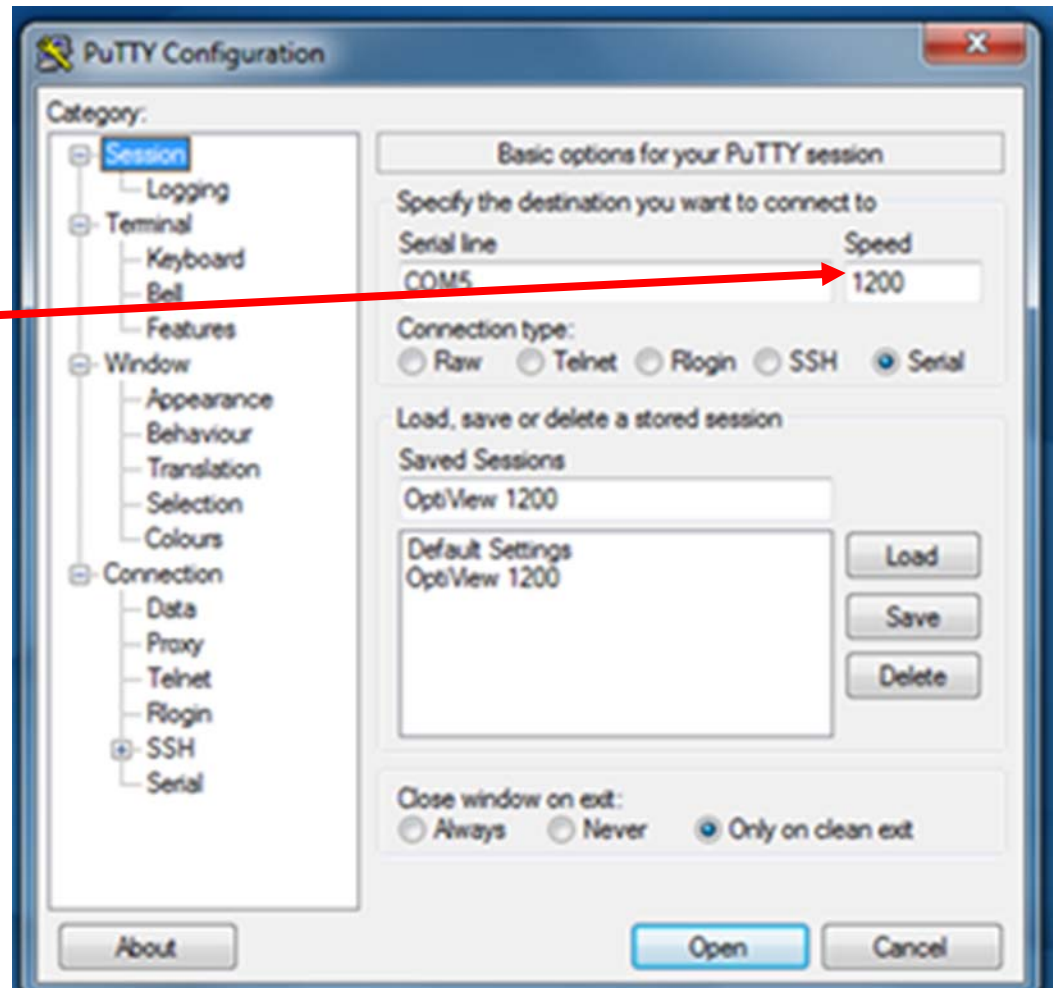 PuTTY Configuration
Category:
Session
Logging
Terminal
Keyboard
Bell
Features
Window
Appearance
Behaviour
Translation
Selection
Colours
Connection
Data
Proxy
Telnet
Rlogin
SSH
Serial
Basic options for your PuTTY session
Specify the destination you want to connect to
Serial line Speed
COM5 1200
Connection type:
Raw Telnet Rlogin SSH Serial
Load, save or delete a stored session
Saved Sessions
OptiView 1200
Default Settings
OptiView 1200
Load
Save
Delete
Close window on exit:
Always Never Only on clean exit
About Open Cancel